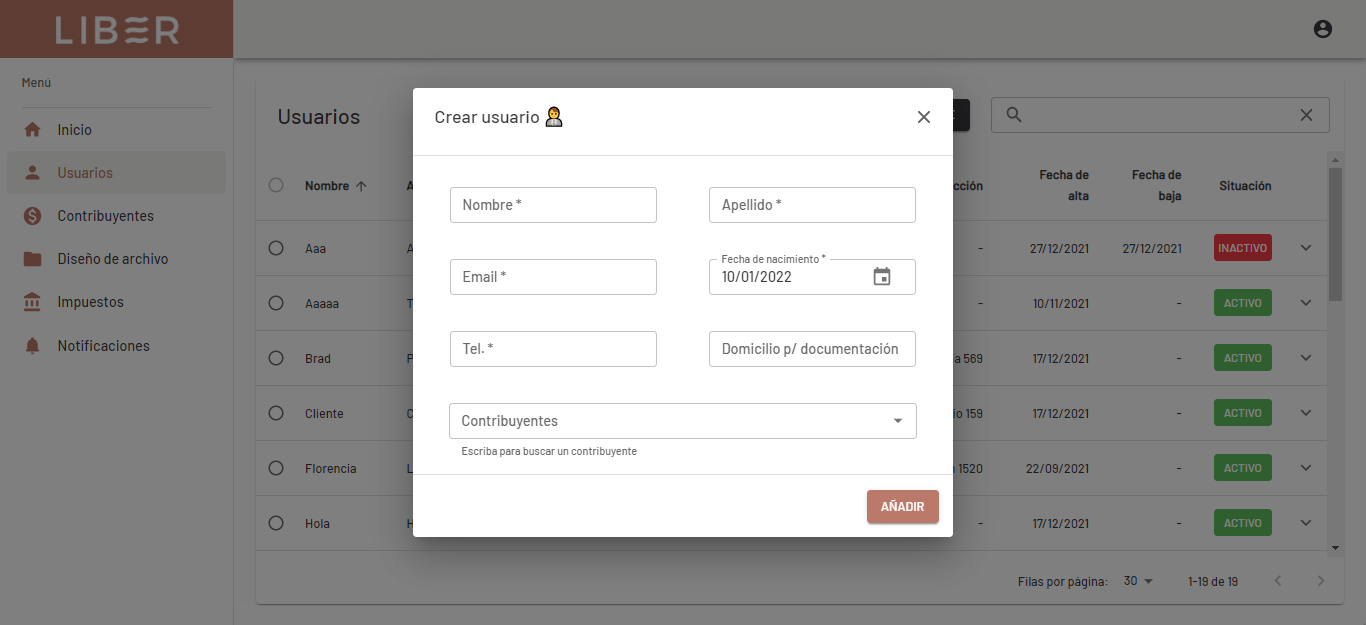 LIBER
Menú
Inicio
Usuarios
Contribuyentes
Diseño de archivo
Impuestos
Notificaciones
Usuarios
Nombre
Fecha de alta
Fecha de baja
Situación
Aaa - 27/12/2021 27/12/2021 INACTIVO
Aaaaa - 10/11/2021 - ACTIVO
Brad 569 17/12/2021 - ACTIVO
Cliente 159 17/12/2021 - ACTIVO
Florencia 1520 22/09/2021 - ACTIVO
Hola - 17/12/2021 - ACTIVO
Filas por página: 30 1-19 de 19
Crear usuario
Nombre * Apellido *
Email * Fecha de nacimiento *
10/01/2022
Tel. * Domicilio p/ documentación
Contribuyentes
Escriba para buscar un contribuyente
AÑADIR